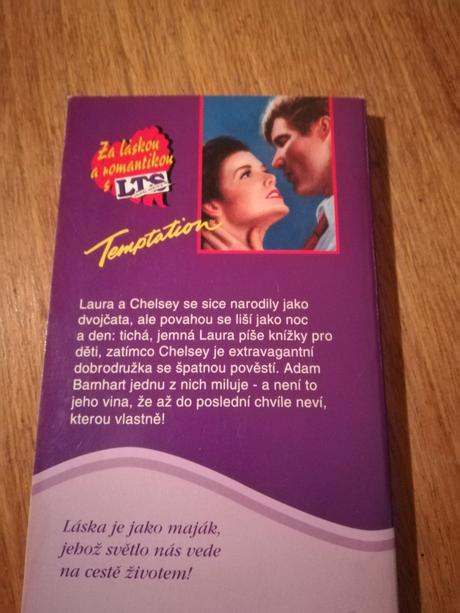 Za láskou
a romantikou
s
LTS
Temptation
Laura a Chelsey se sice narodily jako
dvojčata, ale povahou se liší jako noc
a den: tichá, jemná Laura píše knížky pro
děti, zatímco Chelsey je extravagantní
dobrodružka se špatnou pověstí. Adam
Barnhart jednu z nich miluje - a není to
jeho vina, že až do poslední chvíle neví,
kterou vlastně!
Láska je jako maják,
jehož světlo nás vede
na cestě životem!